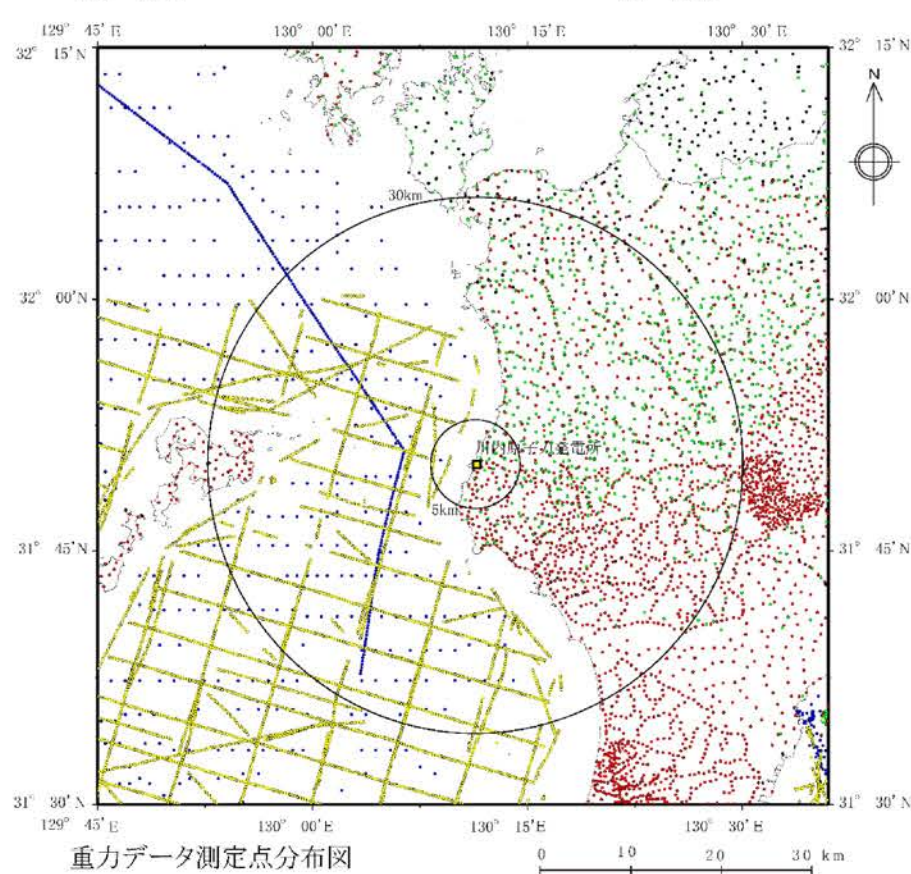 129° 45' E 130° 00' E 130° 15' E 130° 30' E
32° 15' N 32° 15' N
N
30km
32° 00' N 32° 00' N
川内原子力発電所
5km
31° 45' N 31° 45' N
31° 30' N 31° 30' N
129° 45' E 130° 00' E 130° 15' E 130° 30' E
重力データ測定点分布図
0 10 20 30 km